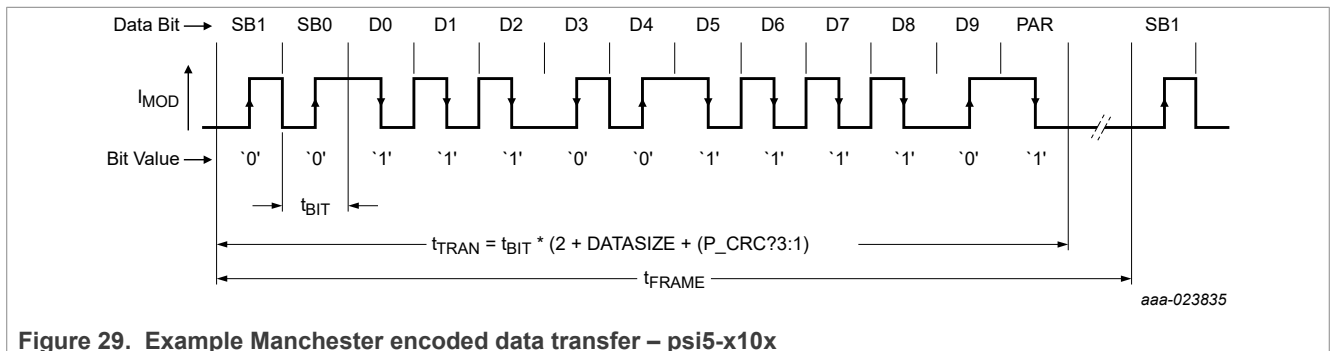 Data Bit SB1 SB0 D0 D1 D2 D3 D4 D5 D6 D7 D8 D9 PAR SB1
IMOD
Bit Value `0' `0' `1' `1' `1' `0' `0' `1' `1' `1' `1' `0' `1'
tBIT
tTRAN = tBIT * (2 + DATASIZE + (P_CRC?3:1)
tFRAME
aaa-023835
Figure 29. Example Manchester encoded data transfer – psi5-x10x